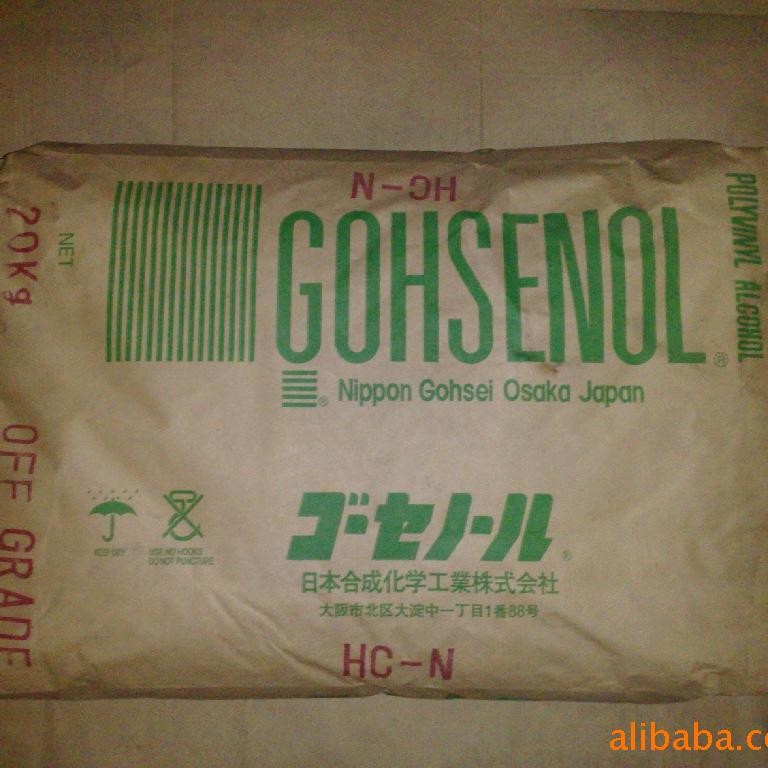 HC-N
GOHSENOL®
POLYVINYL ALCOHOL
20Kg
NET
® Nippon Gohsei Osaka Japan
OFF GRADE
KEEP DRY
USE NO HOOKS
DO NOT PUNCTURE
ゴーセノール®
日本合成化学工業株式会社
大阪市北区大淀中一丁目1番88号
HC-N
alibaba.co